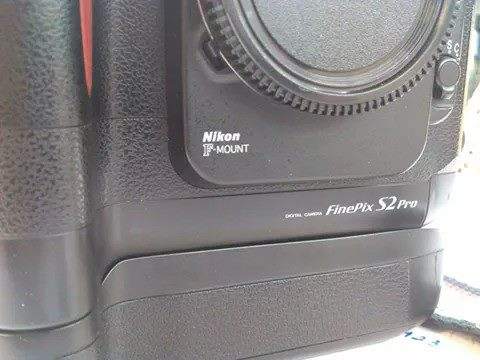 S C
Nikon
F-MOUNT
DIGITAL CAMERA FinePix S2 Pro